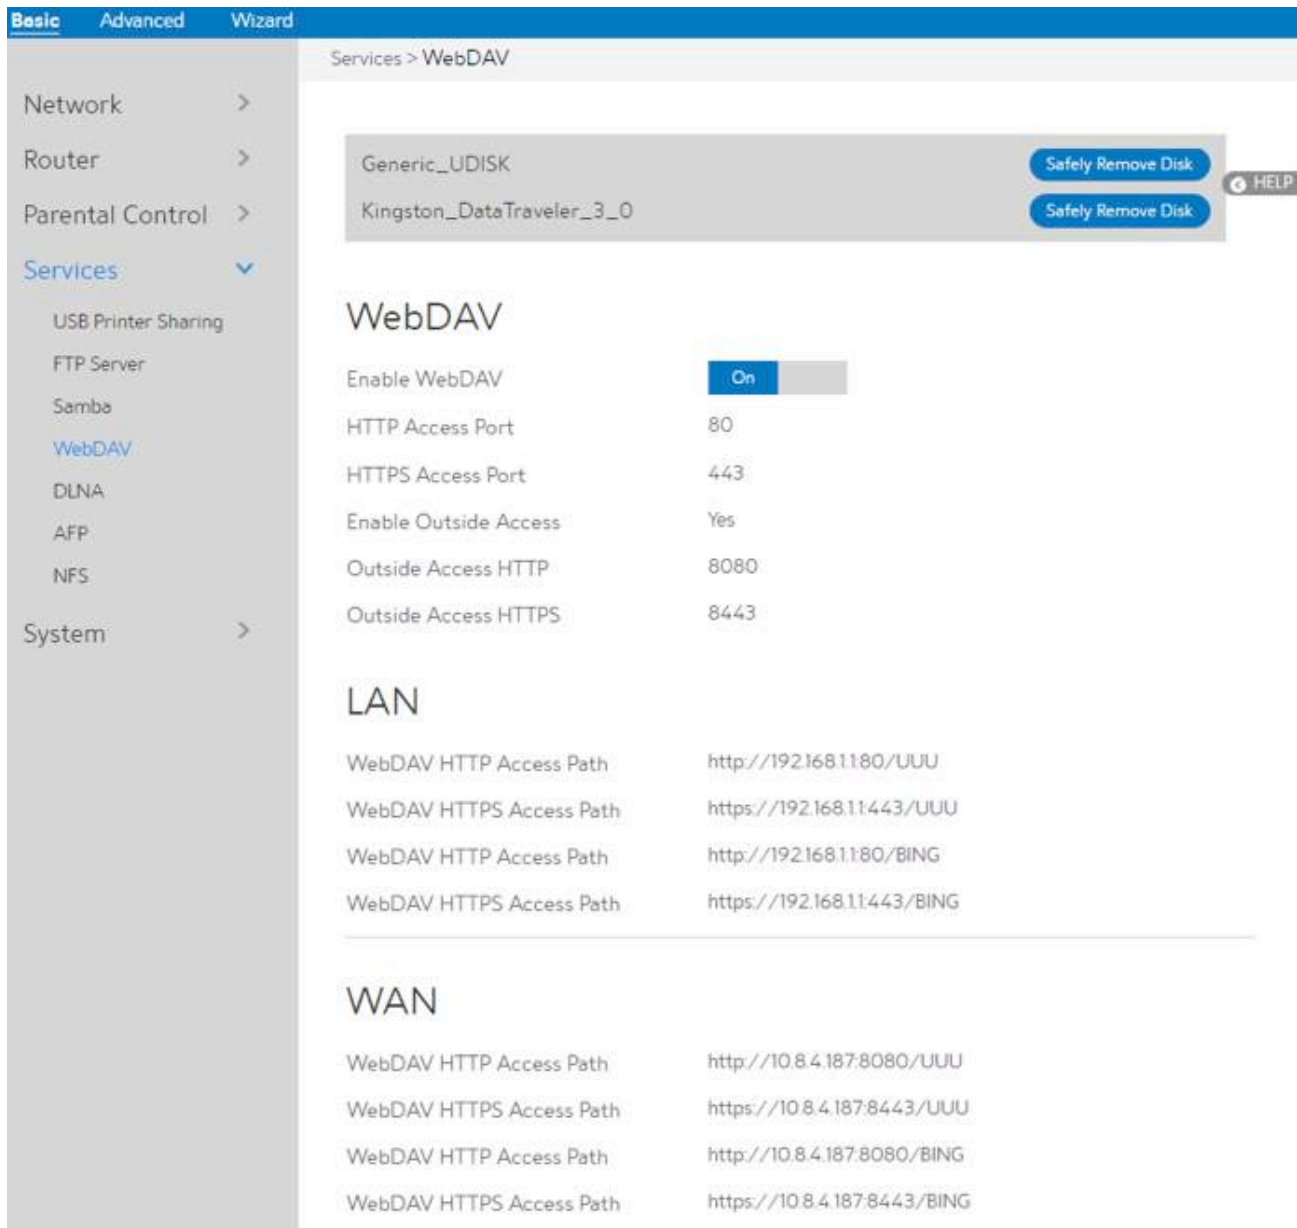 Basic Advanced Wizard
Services > WebDAV
Network
Router
Parental Control
Services
USB Printer Sharing
FTP Server
Samba
WebDAV
DLNA
AFP
NFS
System
Generic_UDISK Safely Remove Disk
HELP
Kingston_DataTraveler_3_0 Safely Remove Disk
WebDAV
Enable WebDAV On
HTTP Access Port 80
HTTPS Access Port 443
Enable Outside Access Yes
Outside Access HTTP 8080
Outside Access HTTPS 8443
LAN
WebDAV HTTP Access Path http://192.168.1.1:80/UUU
WebDAV HTTPS Access Path https://192.168.1.1:443/UUU
WebDAV HTTP Access Path http://192.168.1.1:80/BING
WebDAV HTTPS Access Path https://192.168.1.1:443/BING
WAN
WebDAV HTTP Access Path http://10.8.4.187:8080/UUU
WebDAV HTTPS Access Path https://10.8.4.187:8443/UUU
WebDAV HTTP Access Path http://10.8.4.187:8080/BING
WebDAV HTTPS Access Path https://10.8.4.187:8443/BING